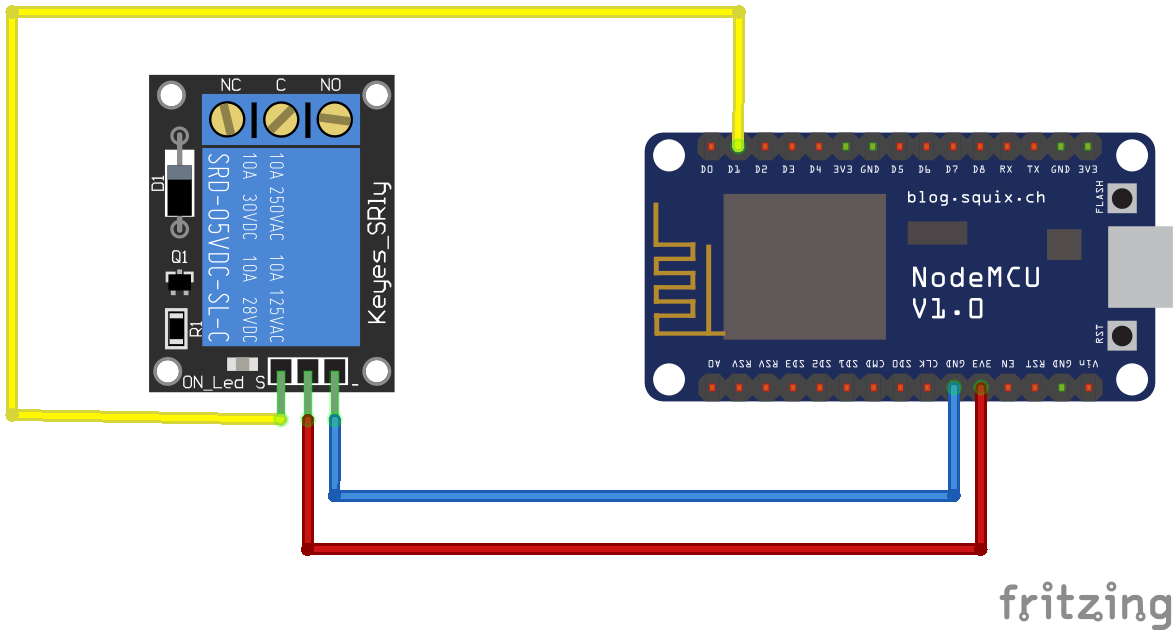 NC C NO
D1
Q1
R1
SRD-05VDC-SL-C
10A 30VDC 10A 28VDC
10A 250VAC 10A 125VAC
Keyes_SR1y
ON_Led S -
D0 D1 D2 D3 D4 3V3 GND D5 D6 D7 D8 RX TX GND 3V3
blog.squix.ch
FLASH
NodeMCU
V1.0
RST
A0 RSV RSV SD3 SD2 SD1 CMD SD0 CLK GND 3V3 EN RST GND Vin
fritzing